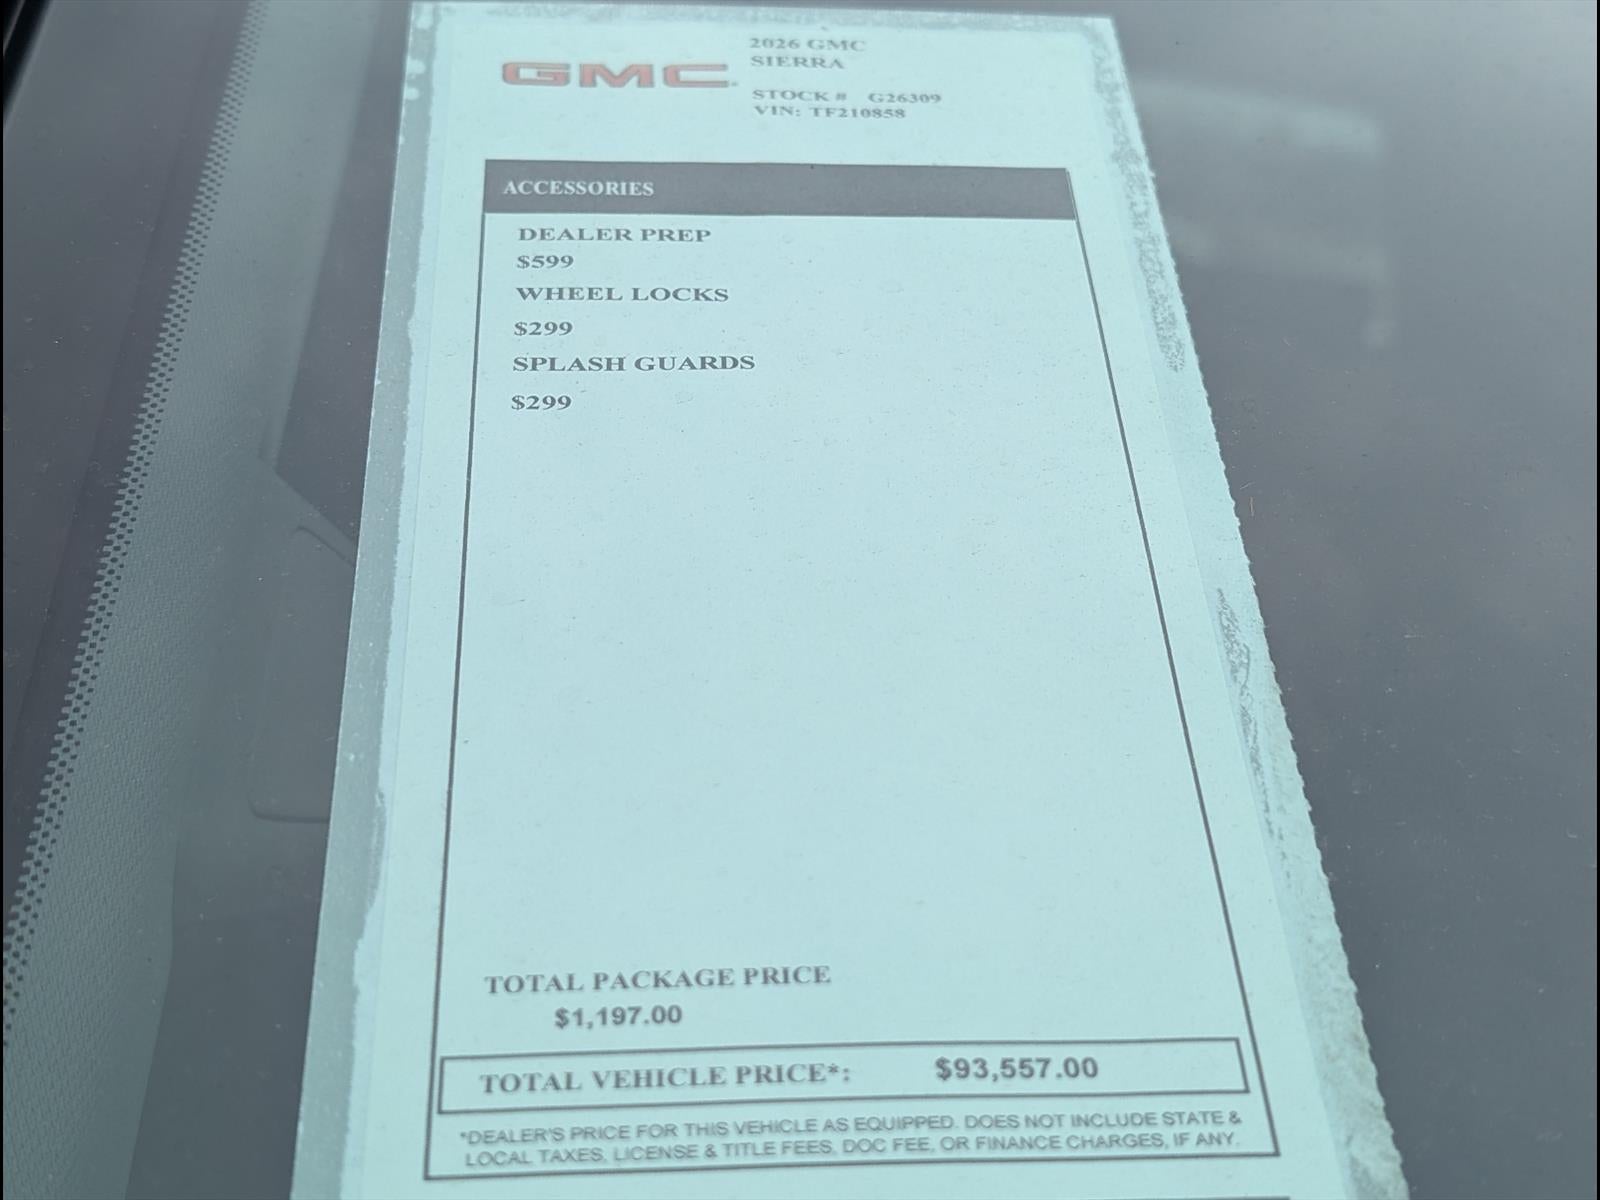 GMC
2026 GMC
SIERRA
STOCK # G26309
VIN: TF210858
ACCESSORIES
DEALER PREP
$599
WHEEL LOCKS
$299
SPLASH GUARDS
$299
TOTAL PACKAGE PRICE
$1,197.00
TOTAL VEHICLE PRICE*: $93,557.00
*DEALER'S PRICE FOR THIS VEHICLE AS EQUIPPED. DOES NOT INCLUDE STATE &
LOCAL TAXES, LICENSE & TITLE FEES, DOC FEE, OR FINANCE CHARGES, IF ANY.